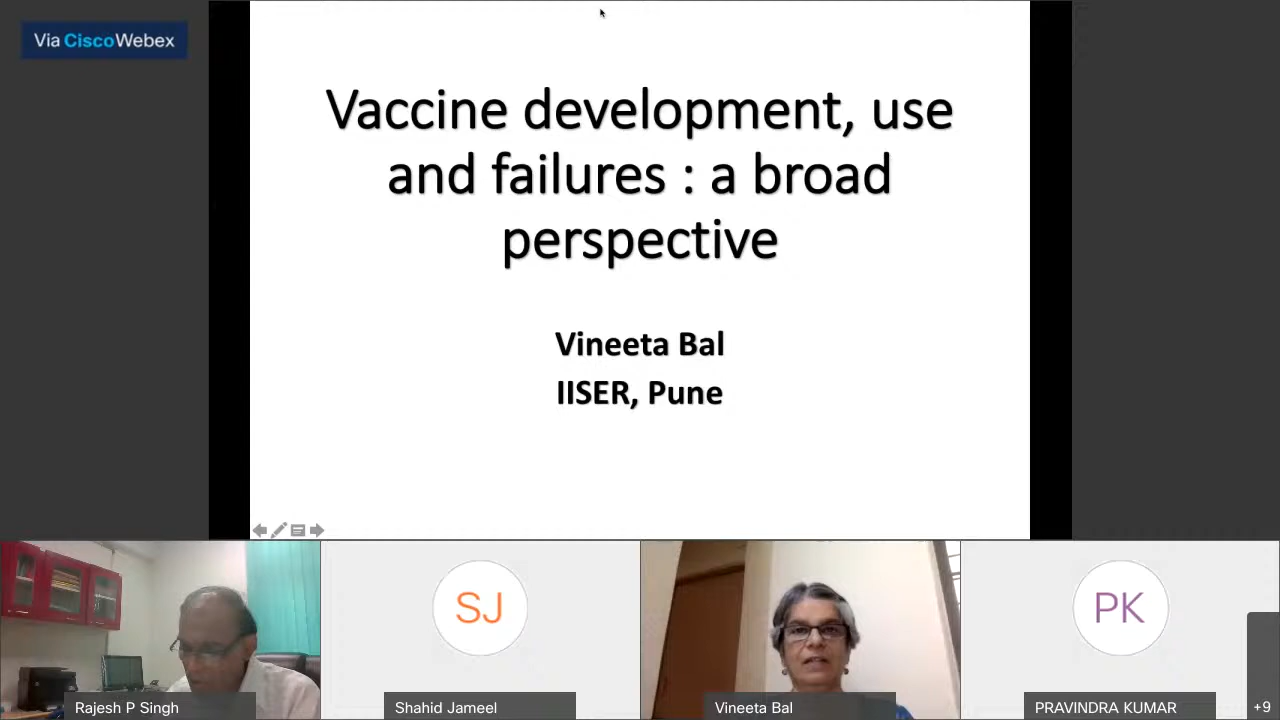 Via CiscoWebex
Vaccine development, use
and failures : a broad
perspective
Vineeta Bal
IISER, Pune
SJ
PK
Rajesh P Singh
Shahid Jameel
Vineeta Bal
PRAVINDRA KUMAR
+9